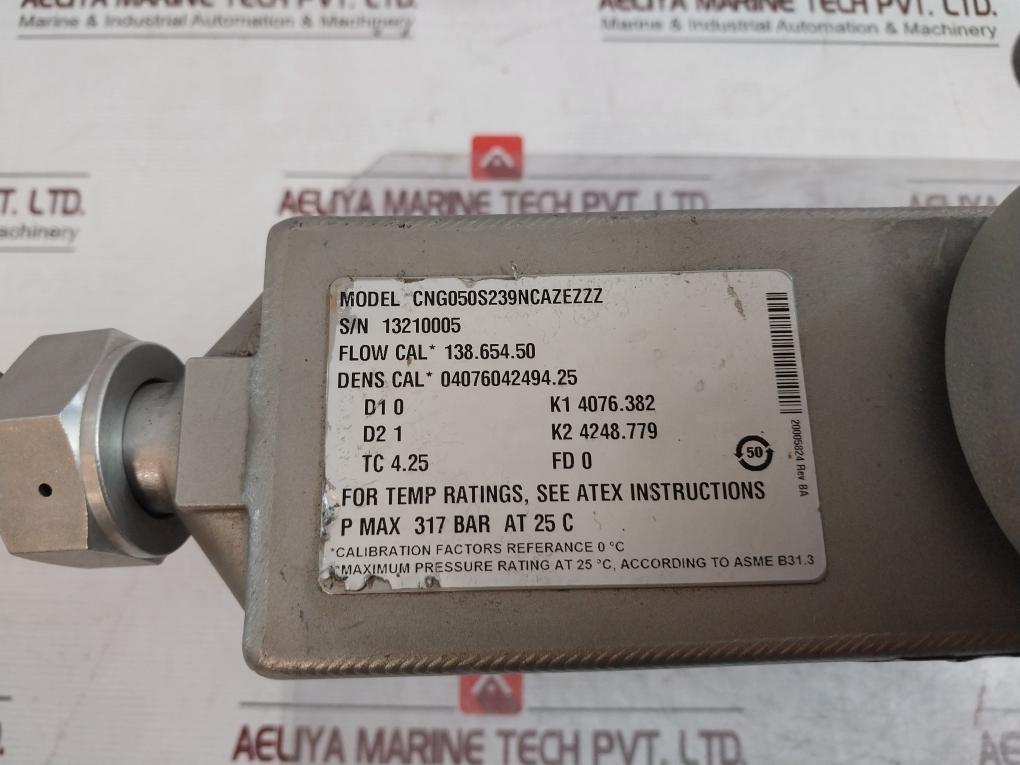 MARINE TECH PVT. LTD.
Marine & Industrial Automation & Machinery
MARINE TECH PVT. LTD.
Marine & Industrial Automation & Machinery
AELIYA MARINE TECH PVT. LTD.
T. LTD.
achinery
MODEL CNG050S239NCAZEZZZ
S/N 13210005
FLOW CAL* 138.654.50
DENS CAL* 04076042494.25
D1 0 K1 4076.382
D2 1 K2 4248.779
TC 4.25 FD 0
50
20005824 Rev 8A
FOR TEMP RATINGS, SEE ATEX INSTRUCTIONS
P MAX 317 BAR AT 25 C
*CALIBRATION FACTORS REFERANCE 0 °C
*MAXIMUM PRESSURE RATING AT 25 °C, ACCORDING TO ASME B31.3
AELIYA MARINE TECH PVT. LTD.